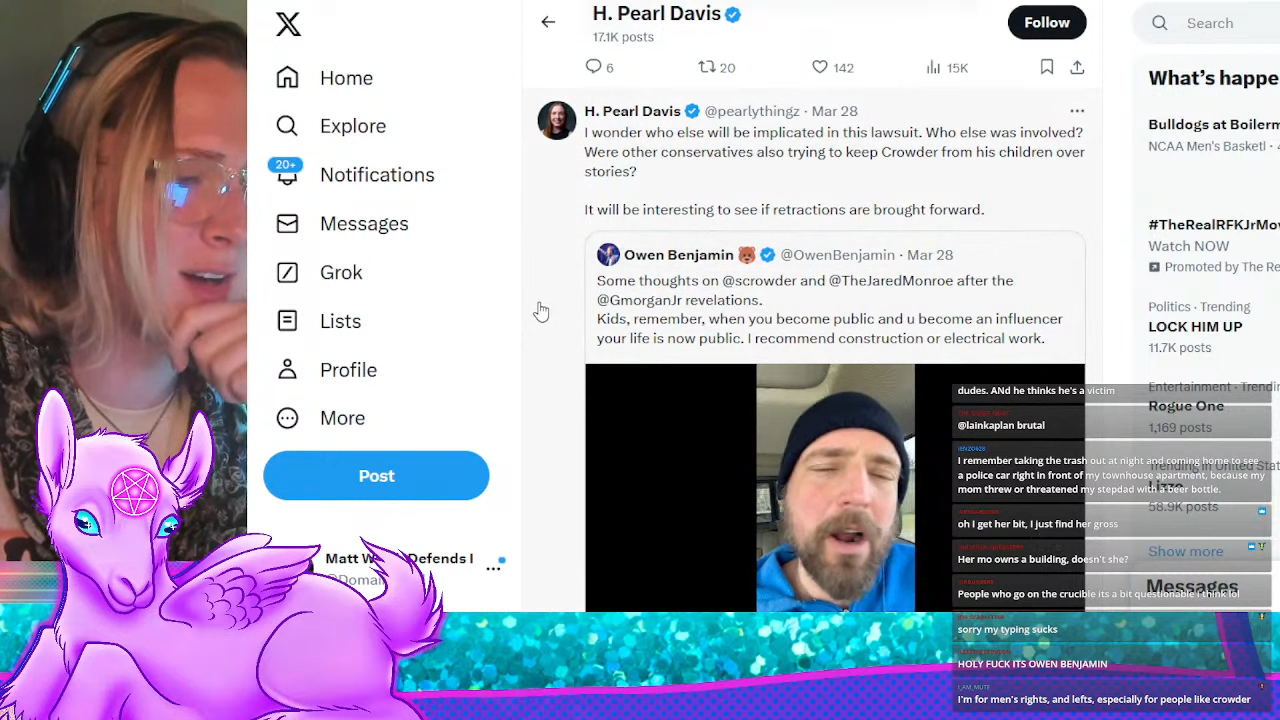 H. Pearl Davis
17.1K posts
Follow
Search
6
20
142
15K
Home
Explore
20+
Notifications
Messages
Grok
Lists
Profile
More
Post
H. Pearl Davis @pearlythingz · Mar 28
I wonder who else will be implicated in this lawsuit. Who else was involved?
Were other conservatives also trying to keep Crowder from his children over
stories?
It will be interesting to see if retractions are brought forward.
Owen Benjamin 🐻 @OwenBenjamin · Mar 28
Some thoughts on @scrowder and @TheJaredMonroe after the
@GmorganJr revelations.
Kids, remember, when you become public and u become an influencer
your life is now public. I recommend construction or electrical work.
What's happe
Bulldogs at Boilerm
NCAA Men's Basketl
#TheRealRFKJrMov
Watch NOW
Promoted by The Re
Politics · Trending
LOCK HIM UP
11.7K posts
Entertainment · Trendin
Rogue One
1,169 posts
Trending in United Stat
58.9K posts
Show more
Messages
dudes. ANd he thinks he's a victim
@lainkaplan brutal
I remember taking the trash out at night and coming home to see
a police car right in front of my townhouse apartment, because my
mom threw or threatened my stepdad with a beer bottle.
oh I get her bit, I just find her gross
Her mo owns a building, doesn't she?
People who go on the crucible its a bit questionable i think lol
sorry my typing sucks
HOLY FUCK ITS OWEN BENJAMIN
I_AM_MUTE
I'm for men's rights, and lefts, especially for people like crowder
Matt W
Defends I